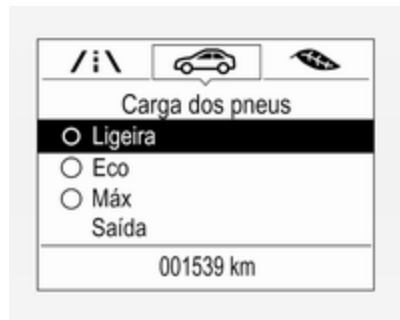 Carga dos pneus
Ligeira
Eco
Máx
Saída
001539 km